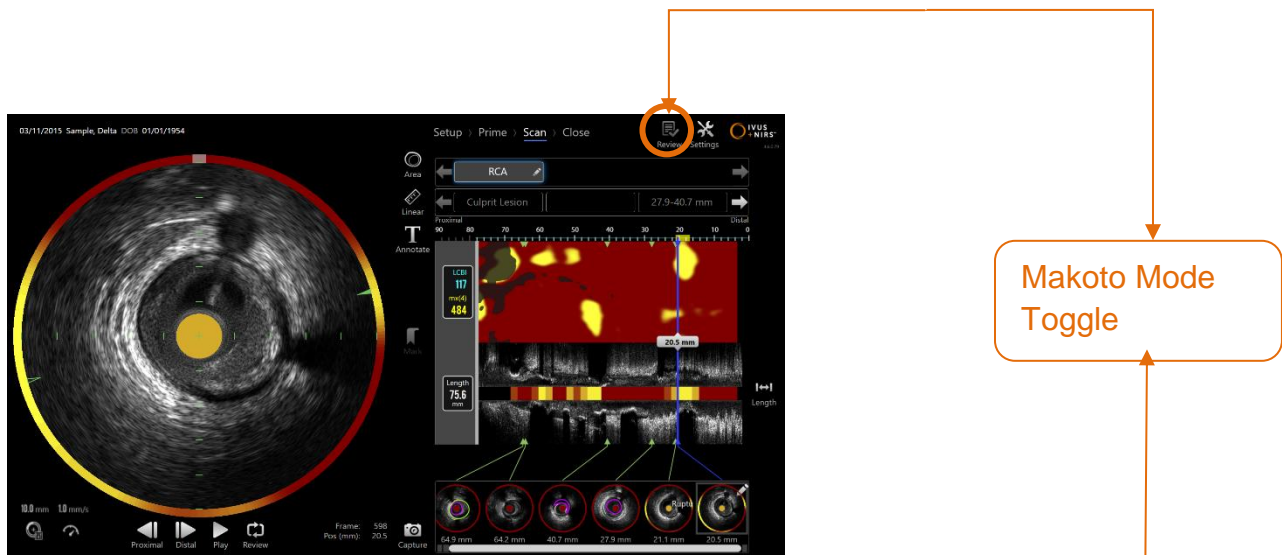 03/11/2015 Sample, Delta DOB 01/01/1954
Setup > Prime > Scan > Close
Review
Settings
IVUS
+NIRS
Area
RCA
Linear
Culprit Lesion
27.9-40.7 mm
Proximal
Distal
90 80 70 60 50 40 30 20 10 0
T
Annotate
LCBI
117
mx(4)
484
Makoto Mode
Toggle
20.5 mm
Mark
Length
75.6
mm
Length
10.0 mm 1.0 mm/s
Proximal
Distal
Play
Review
Frame: 598
Pos (mm): 20.5
Capture
Ruptu
64.9 mm
64.2 mm
40.7 mm
27.9 mm
21.1 mm
20.5 mm